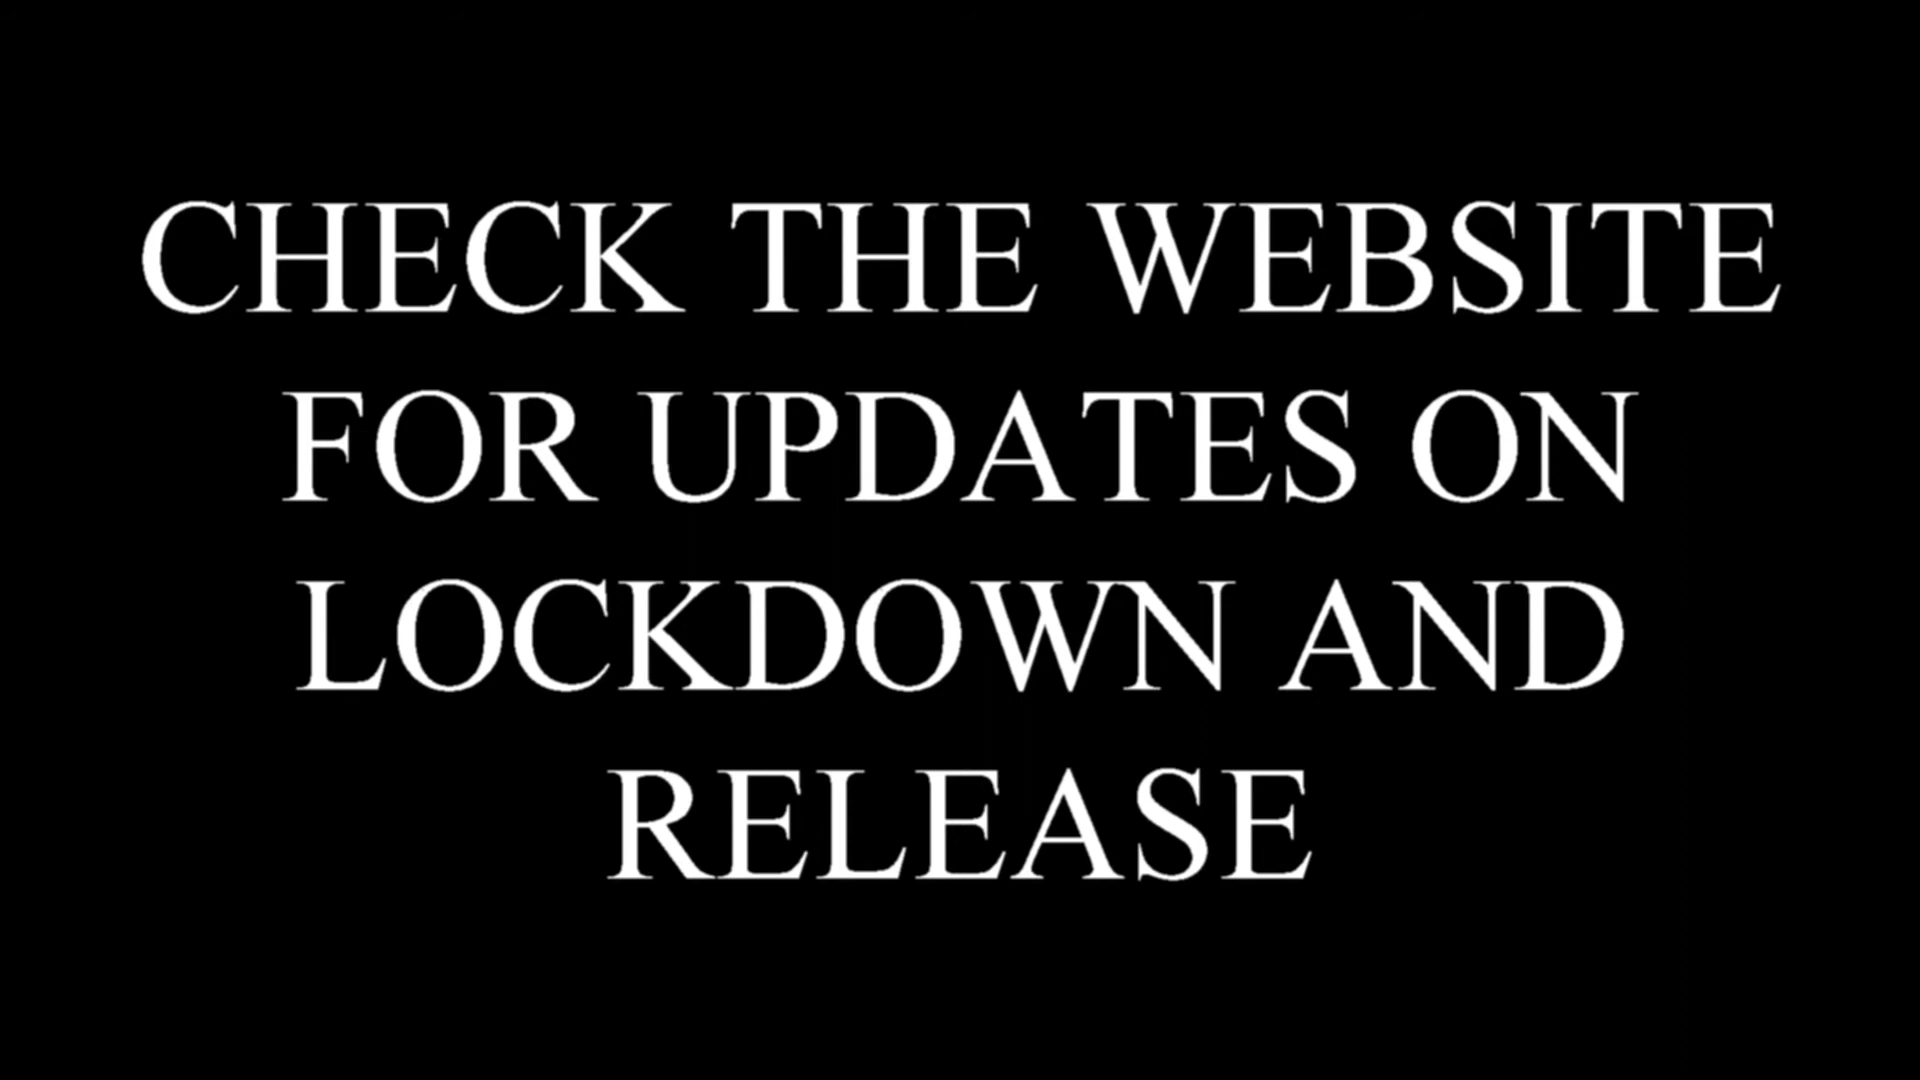 CHECK THE WEBSITE
FOR UPDATES ON
LOCKDOWN AND
RELEASE